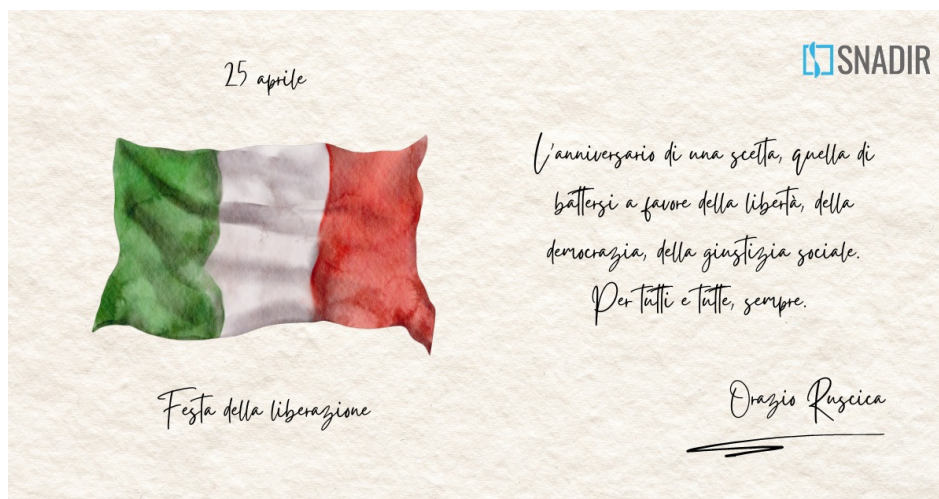 25 aprile
Festa della liberazione
SNADIR
L'anniversario di una scelta, quella di
battersi a favore della libertà, della
democrazia, della giustizia sociale.
Per tutti e tutte, sempre.
Orazio Ruscica